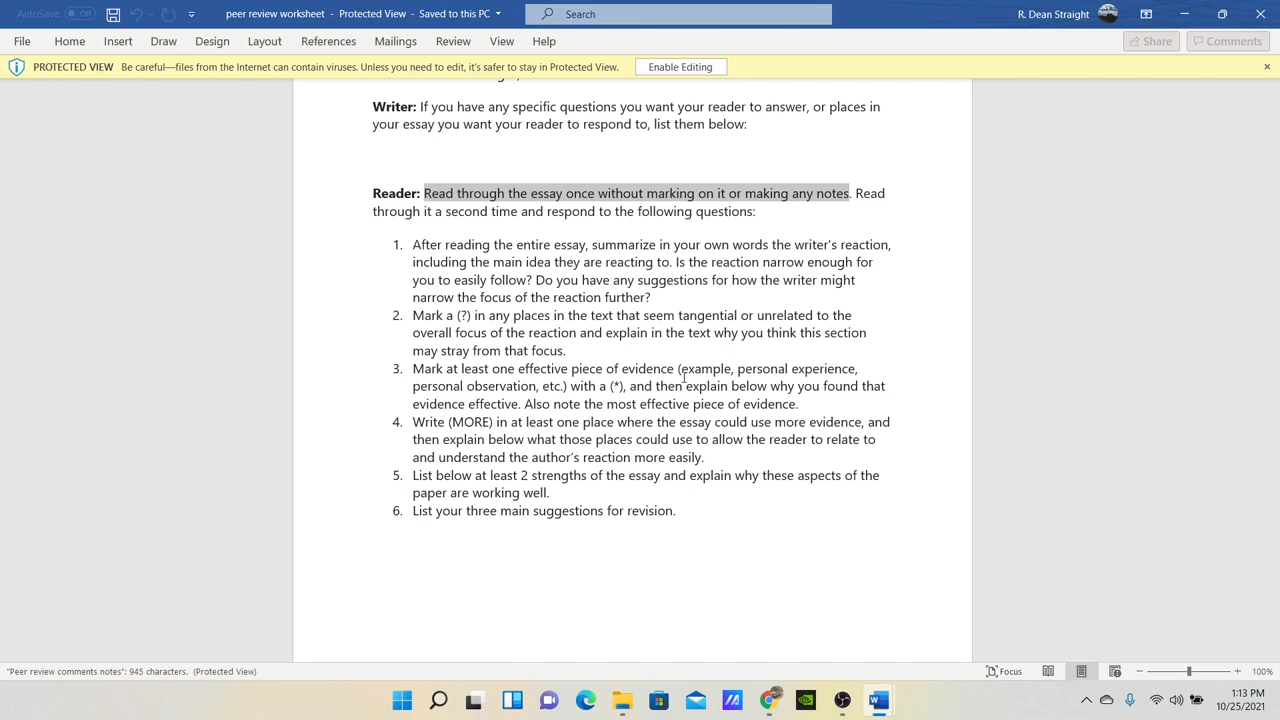 AutoSave Off peer review worksheet - Protected View - Saved to this PC Search R. Dean Straight
File Home Insert Draw Design Layout References Mailings Review View Help Share Comments
PROTECTED VIEW Be careful—files from the Internet can contain viruses. Unless you need to edit, it's safer to stay in Protected View. Enable Editing
Writer: If you have any specific questions you want your reader to answer, or places in
your essay you want your reader to respond to, list them below:
Reader: Read through the essay once without marking on it or making any notes. Read
through it a second time and respond to the following questions:
1. After reading the entire essay, summarize in your own words the writer's reaction,
including the main idea they are reacting to. Is the reaction narrow enough for
you to easily follow? Do you have any suggestions for how the writer might
narrow the focus of the reaction further?
2. Mark a (?) in any places in the text that seem tangential or unrelated to the
overall focus of the reaction and explain in the text why you think this section
may stray from that focus.
3. Mark at least one effective piece of evidence (example, personal experience,
personal observation, etc.) with a (*), and then explain below why you found that
evidence effective. Also note the most effective piece of evidence.
4. Write (MORE) in at least one place where the essay could use more evidence, and
then explain below what those places could use to allow the reader to relate to
and understand the author's reaction more easily.
5. List below at least 2 strengths of the essay and explain why these aspects of the
paper are working well.
6. List your three main suggestions for revision.
"Peer review comments notes": 945 characters. (Protected View) Focus 100%
1:13 PM
10/25/2021